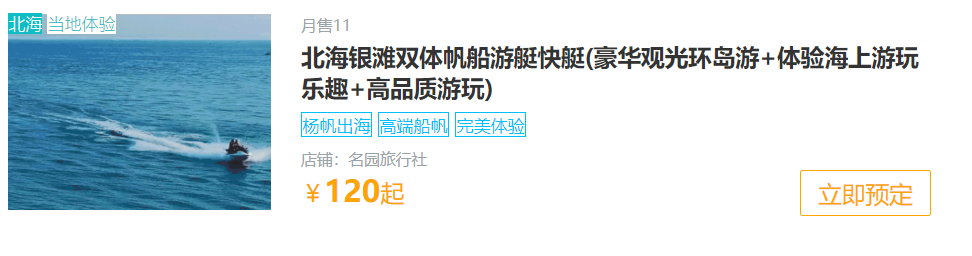 北海 当地体验
月售11
北海银滩双体帆船游艇快艇(豪华观光环岛游+体验海上游玩
乐趣+高品质游玩)
杨帆出海 高端船帆 完美体验
店铺：名园旅行社
￥120起
立即预定